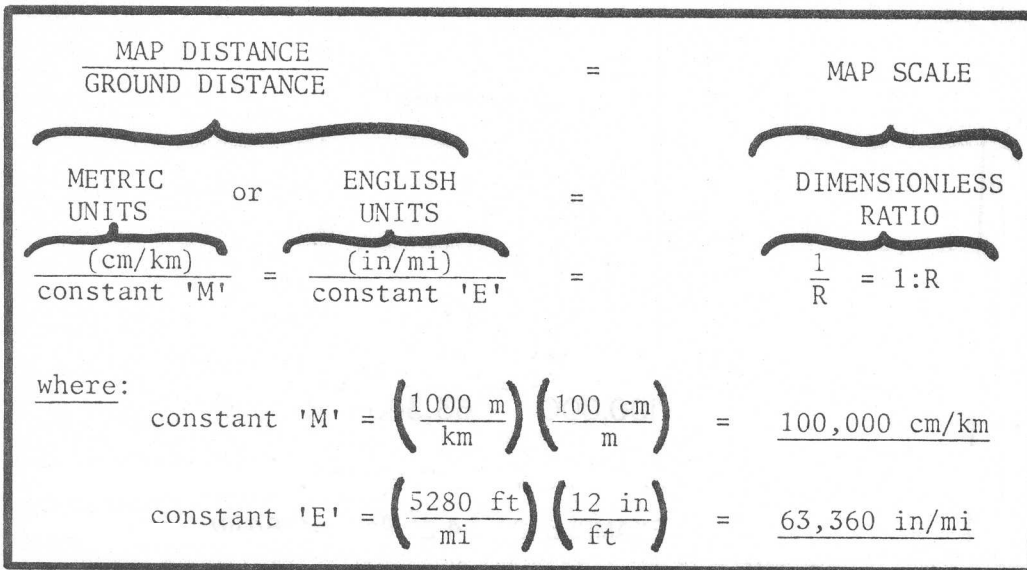 MAP DISTANCE
GROUND DISTANCE = MAP SCALE
METRIC UNITS or ENGLISH UNITS = DIMENSIONLESS RATIO
(cm/km) / constant 'M' = (in/mi) / constant 'E' = 1/R = 1:R
where:
constant 'M' = (1000 m / km) (100 cm / m) = 100,000 cm/km
constant 'E' = (5280 ft / mi) (12 in / ft) = 63,360 in/mi